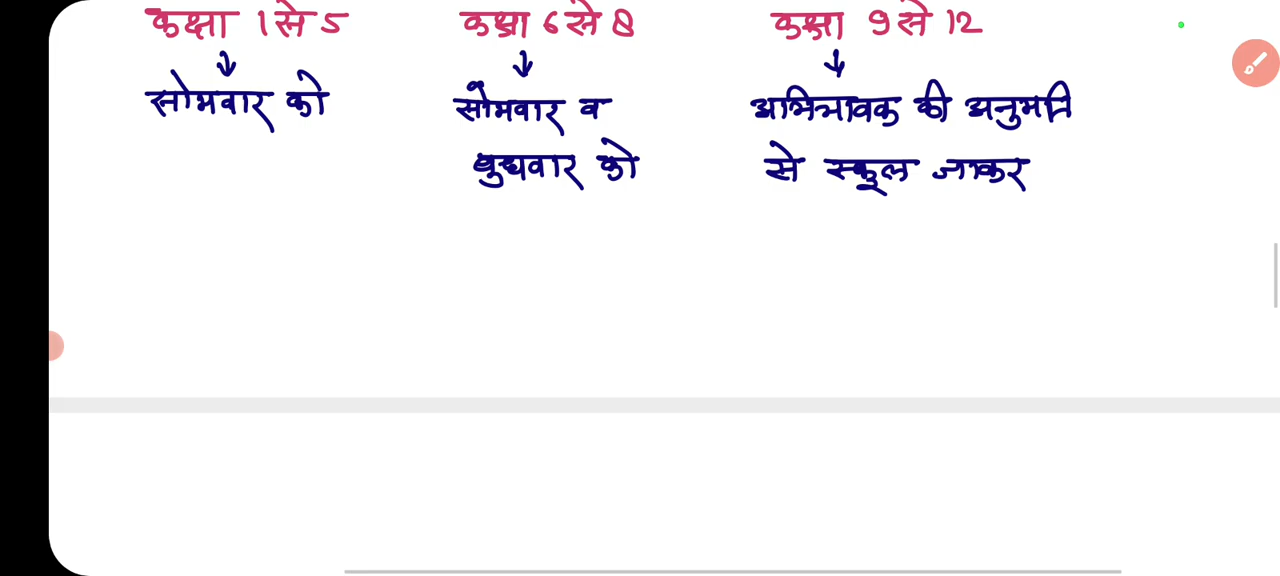 कक्षा 1 से 5
कक्षा 6 से 8
कक्षा 9 से 12
सोमवार को
सोमवार व
बुधवार को
अभिभावक की अनुमति
से स्कूल जाकर